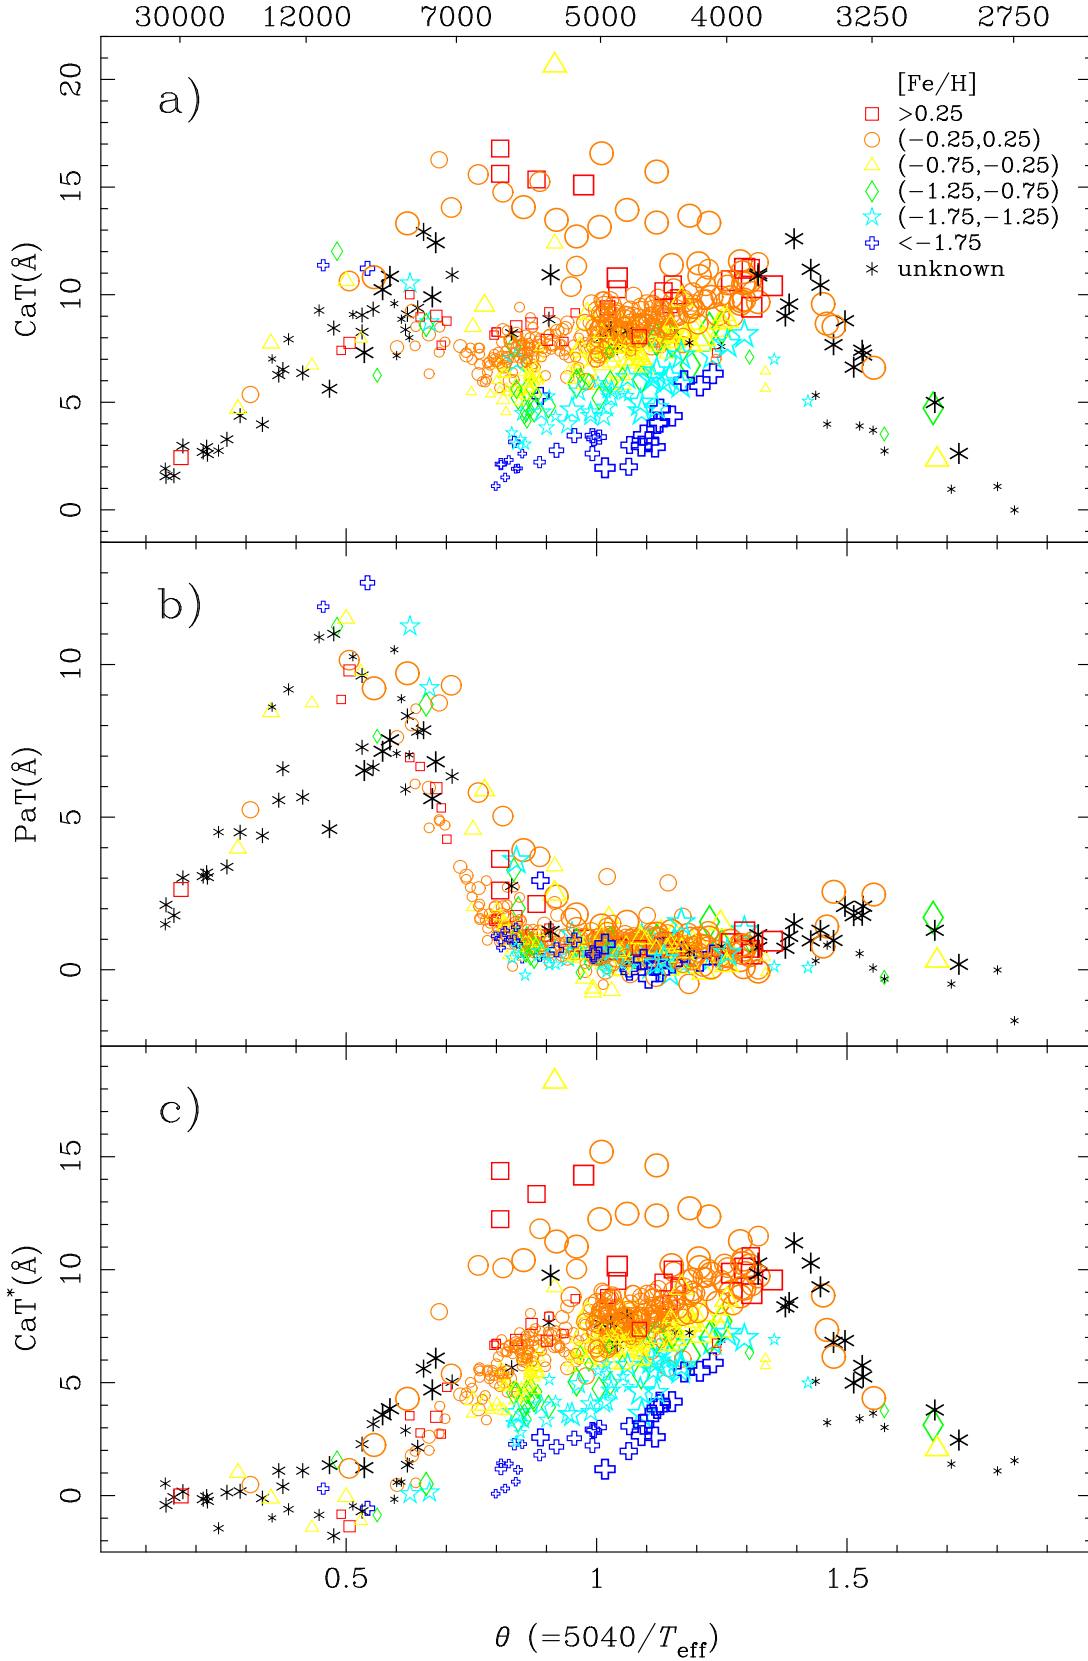 30000 12000 7000 5000 4000 3250 2750
a)
[Fe/H]
>0.25
(−0.25,0.25)
(−0.75,−0.25)
(−1.25,−0.75)
(−1.75,−1.25)
<−1.75
unknown
CaT(Å)
20
15
10
5
0
b)
PaT(Å)
10
5
0
c)
CaT*(Å)
15
10
5
0
0.5 1 1.5
θ (=5040/Teff)